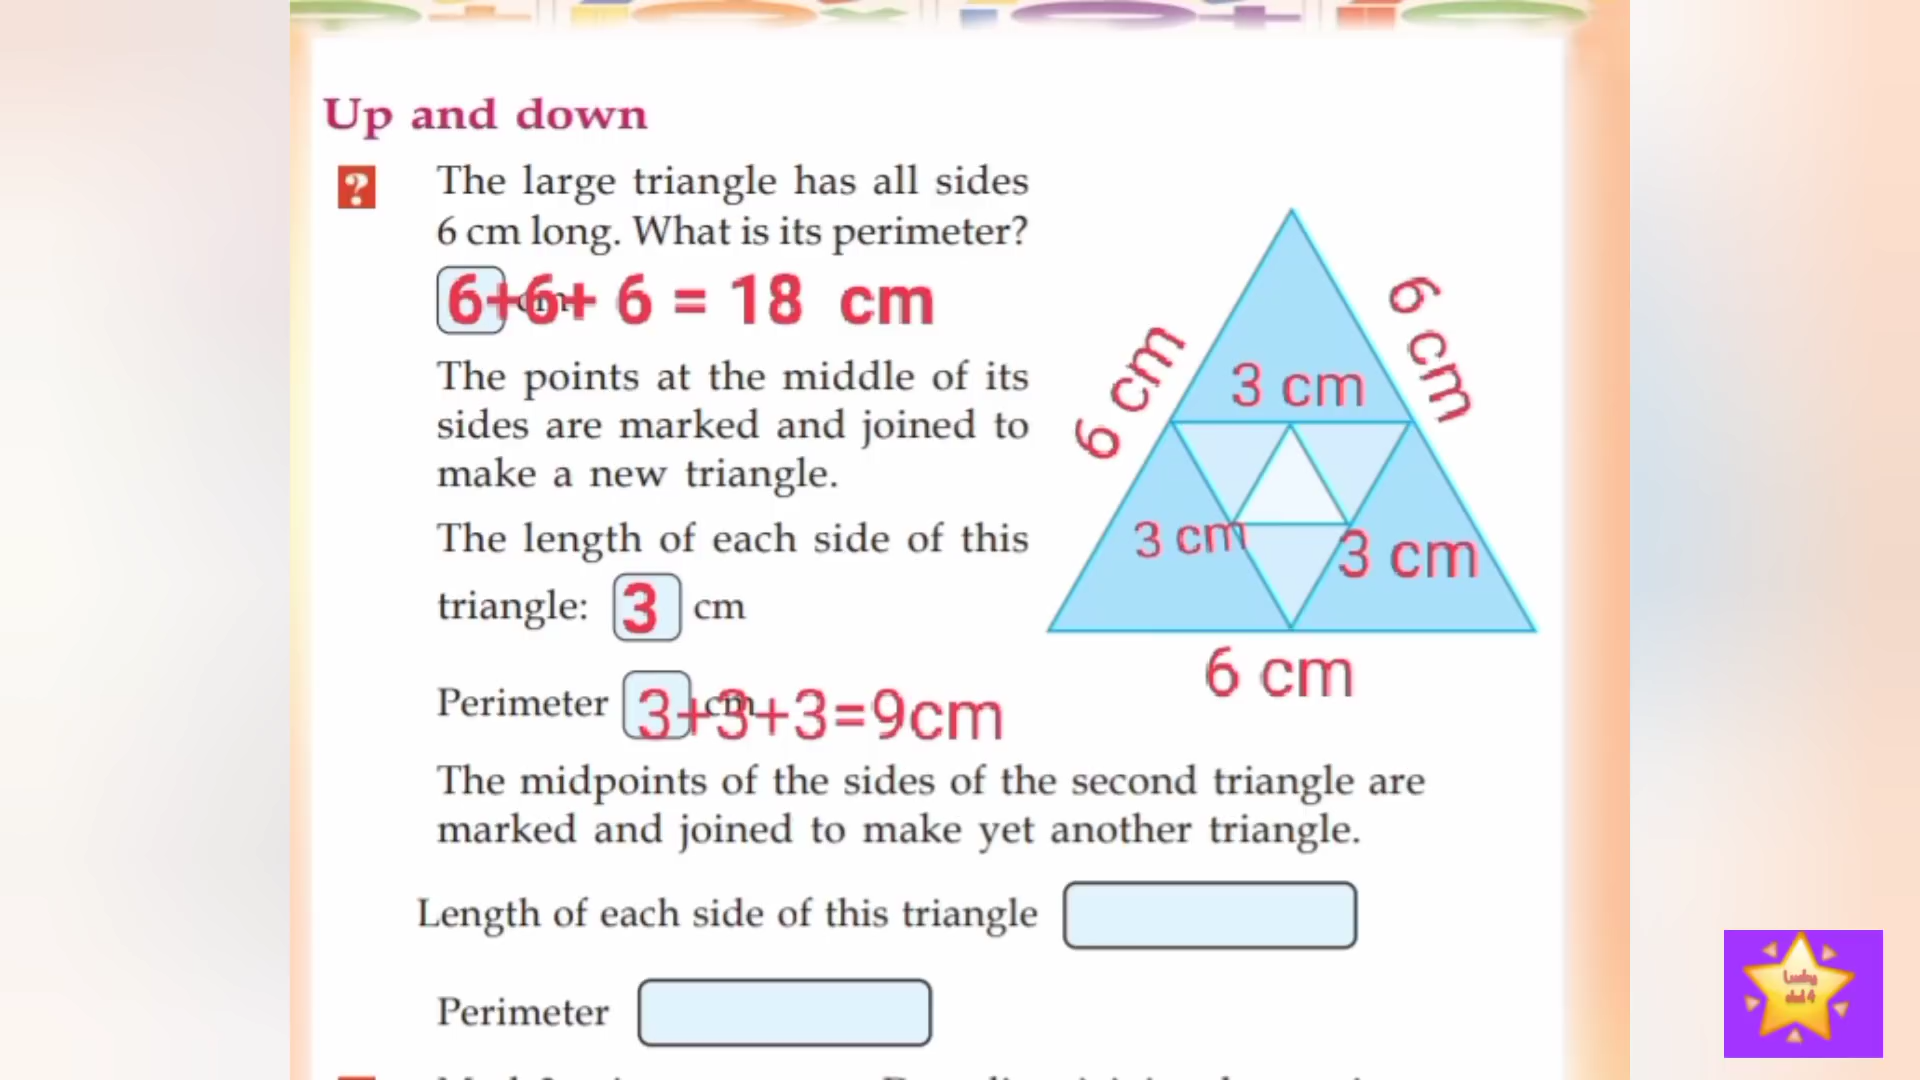 Up and down
?
The large triangle has all sides
6 cm long. What is its perimeter?
6+6+ 6 = 18 cm
The points at the middle of its
sides are marked and joined to
make a new triangle.
The length of each side of this
triangle: 3 cm
Perimeter 3+3+3=9cm
6 cm
6 cm
3 cm
3 cm
3 cm
6 cm
The midpoints of the sides of the second triangle are
marked and joined to make yet another triangle.
Length of each side of this triangle
Perimeter
Lucky